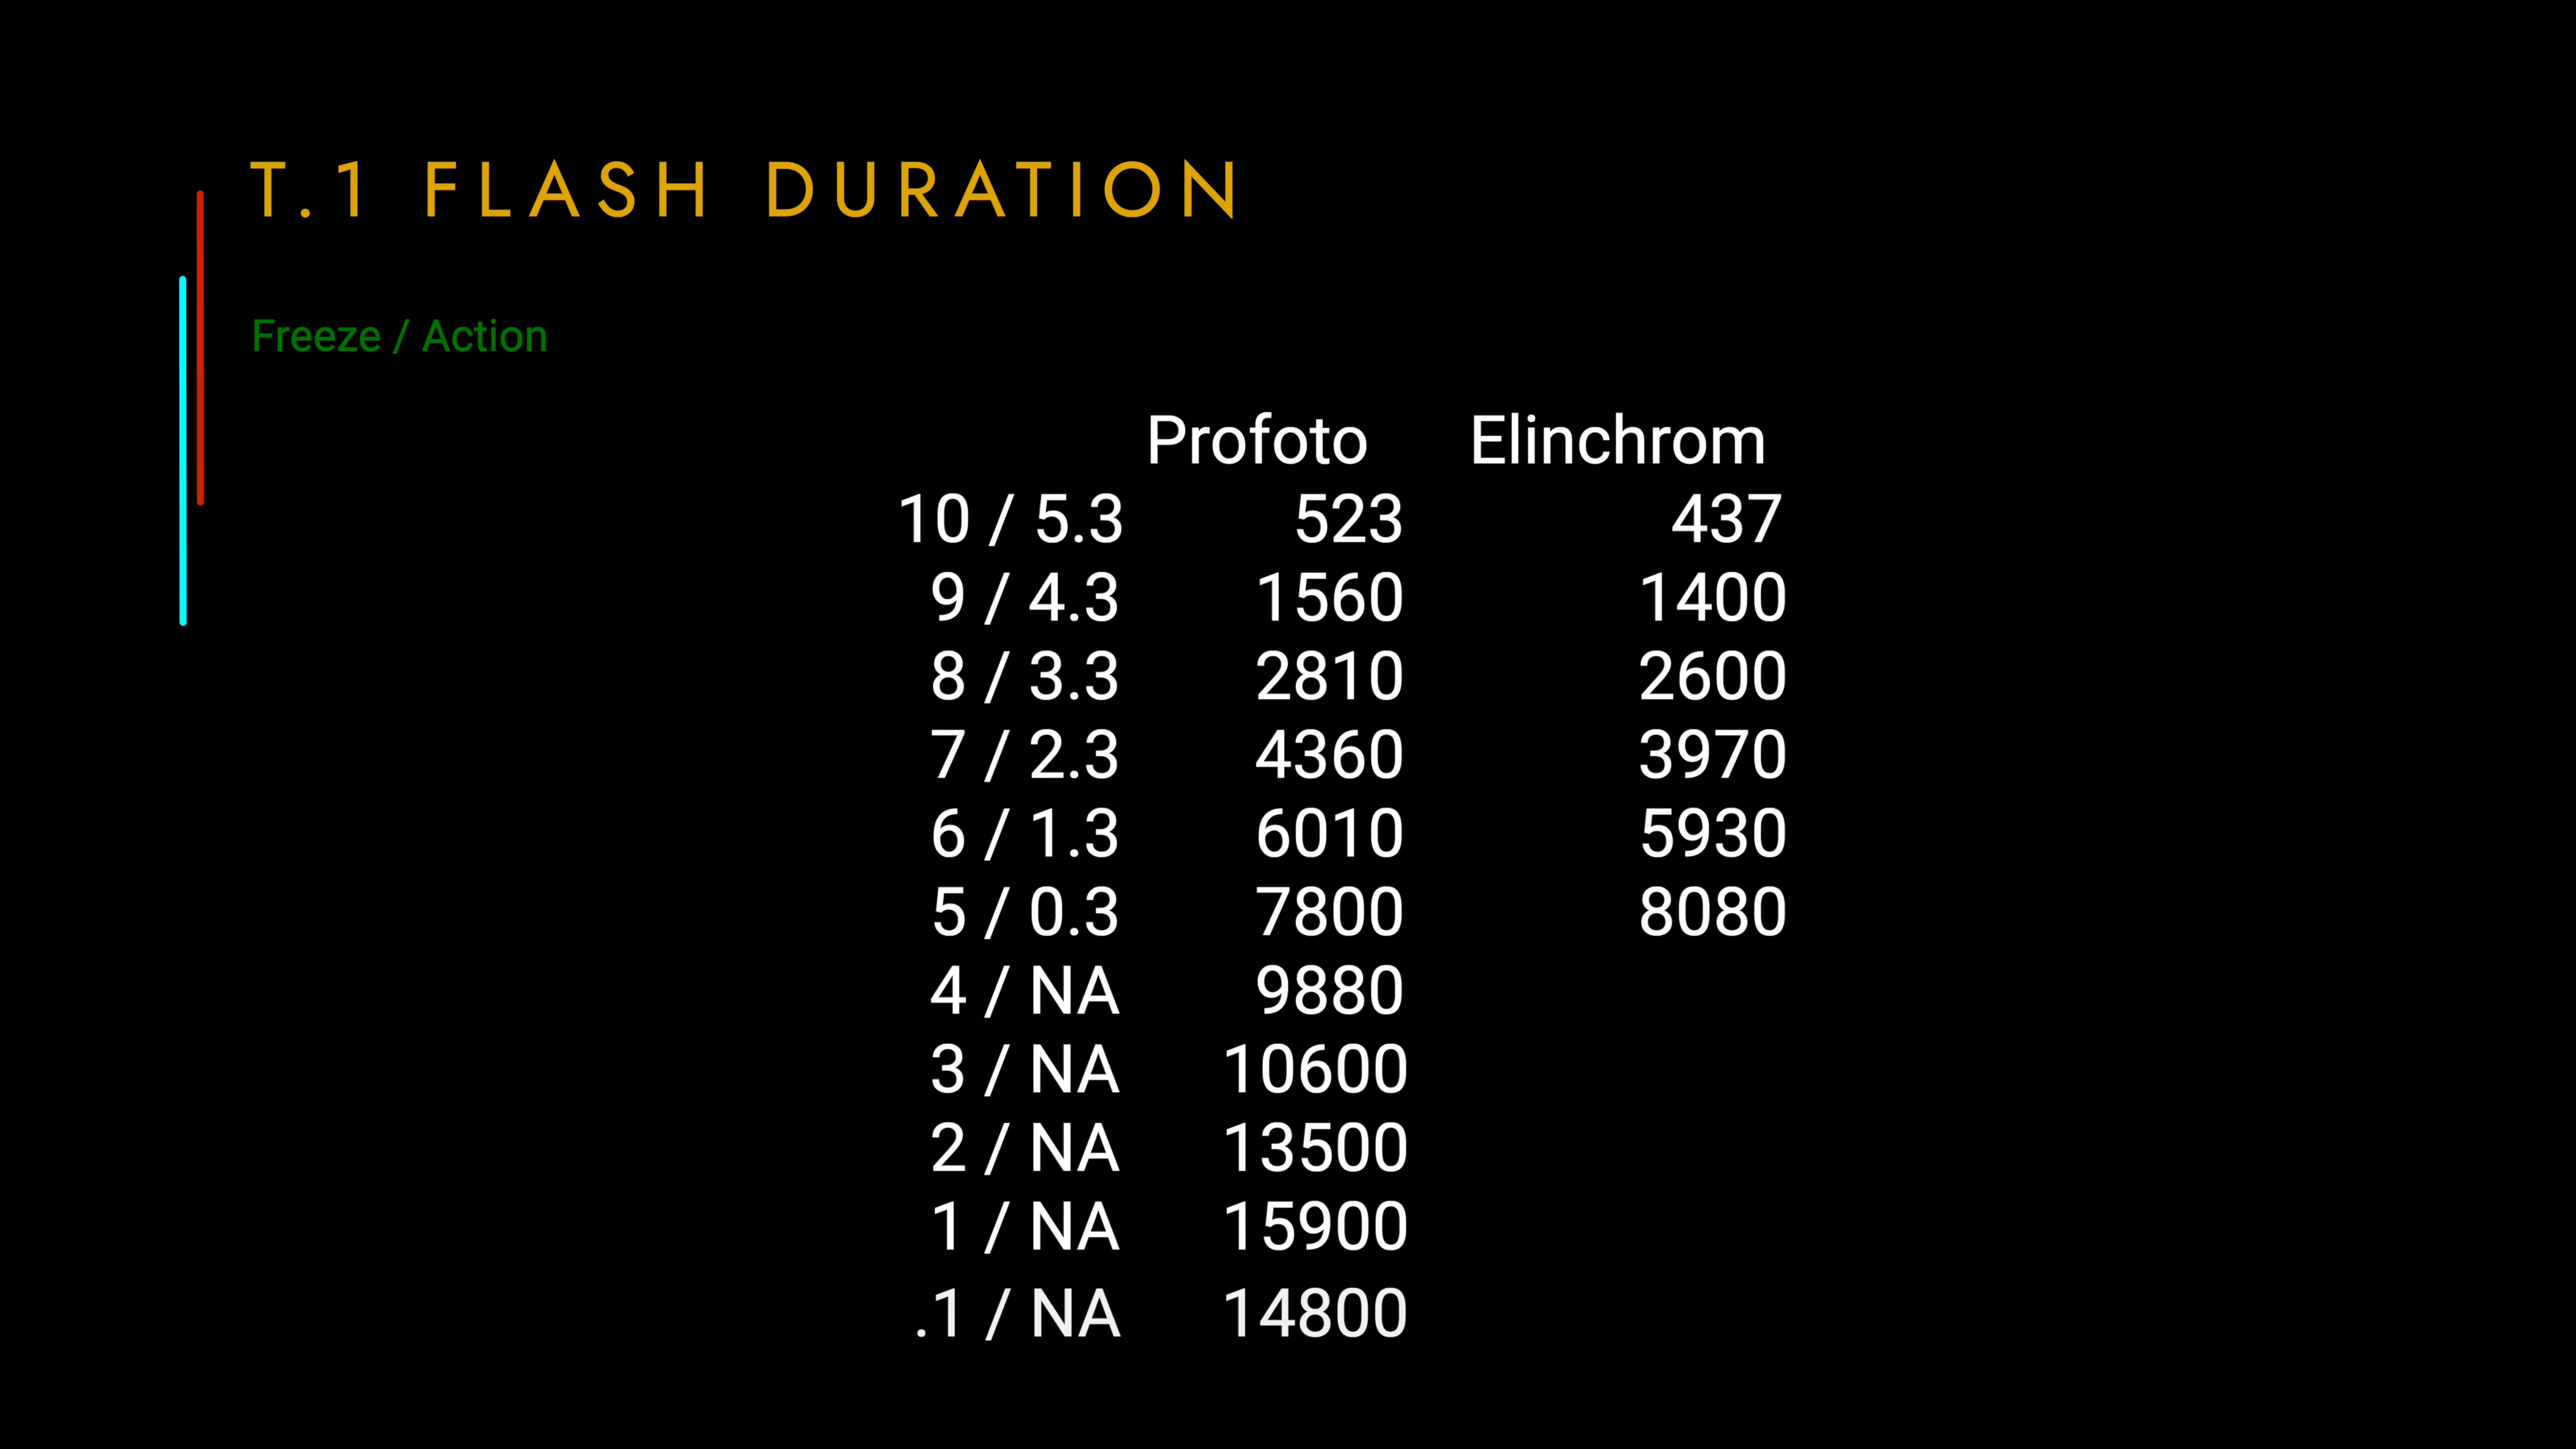 T.1 FLASH DURATION
Freeze / Action
Profoto Elinchrom
10 / 5.3 523 437
9 / 4.3 1560 1400
8 / 3.3 2810 2600
7 / 2.3 4360 3970
6 / 1.3 6010 5930
5 / 0.3 7800 8080
4 / NA 9880
3 / NA 10600
2 / NA 13500
1 / NA 15900
.1 / NA 14800